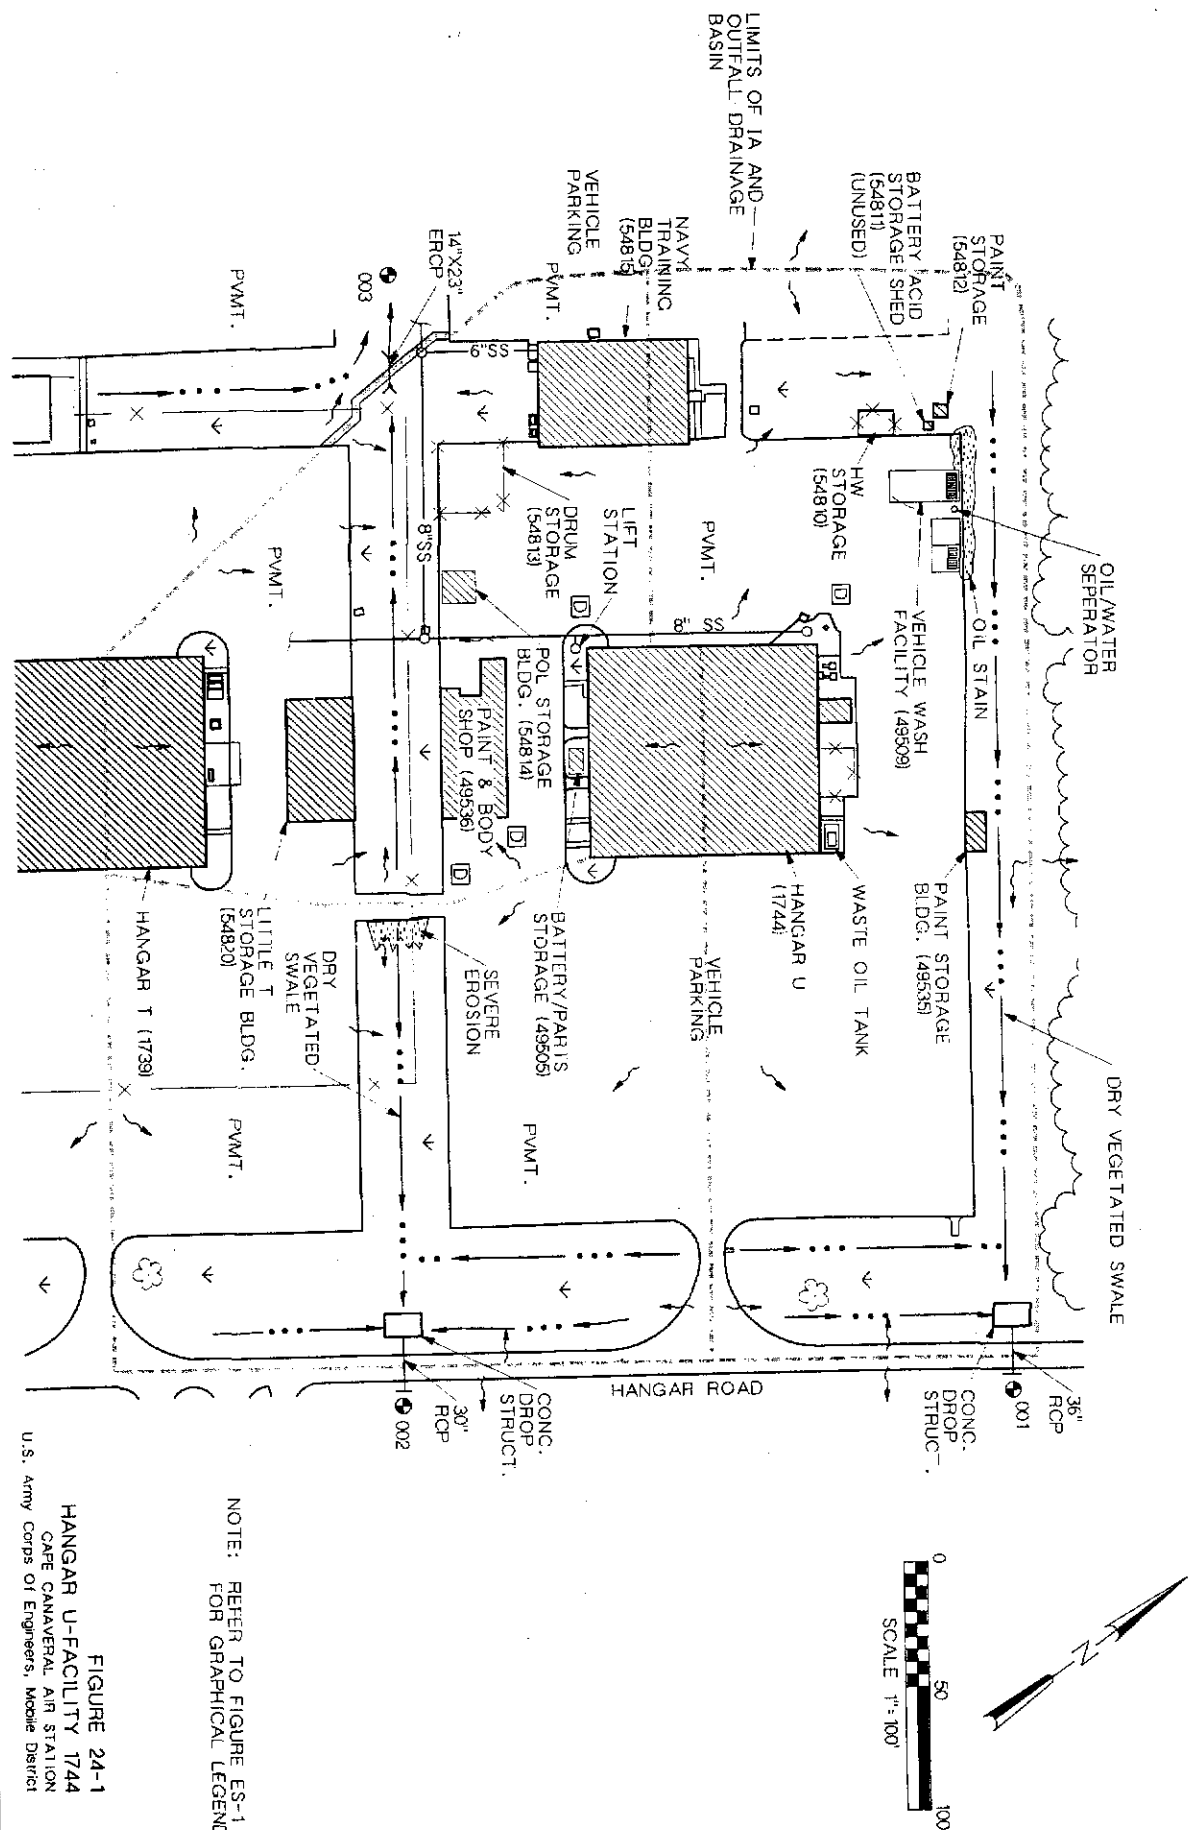 LIMITS OF IA AND
OUTFALL DRAINAGE
BASIN
PAINT
STORAGE
(54812)
BATTERY ACID
STORAGE SHED
(54811)
(UNUSED)
NAVY
TRAINING
BLDG
(54815)
VEHICLE
PARKING
PVMT.
14"X23"
ERCP
003
PVMT.
6"SS
8"SS
HW
STORAGE
(54810)
LIFT
STATION
DRUM
STORAGE
(54813)
PVMT.
PVMT.
OIL/WATER
SEPERATOR
OIL STAIN
VEHICLE WASH
FACILITY (49509)
D
D
8" SS
POL STORAGE
BLDG. (54814)
PAINT & BODY
SHOP (49536)
D
D
PAINT STORAGE
BLDG. (49535)
WASTE OIL TANK
HANGAR U
(1744)
VEHICLE
PARKING
BATTERY/PARTS
STORAGE (49505)
SEVERE
EROSION
DRY
VEGETATED
SWALE
LITTLE T
STORAGE BLDG.
(54820)
HANGAR T (1739)
DRY VEGETATED SWALE
PVMT.
PVMT.
HANGAR ROAD
36"
RCP
001
CONC.
DROP
STRUCT.
CONC.
DROP
STRUCT.
30"
RCP
002
N
0
50
100
SCALE 1"=100'
NOTE: REFER TO FIGURE ES-1
FOR GRAPHICAL LEGEND
FIGURE 24-1
HANGAR U-FACILITY 1744
CAPE CANAVERAL AIR STATION
U.S. Army Corps Of Engineers, Mobile District